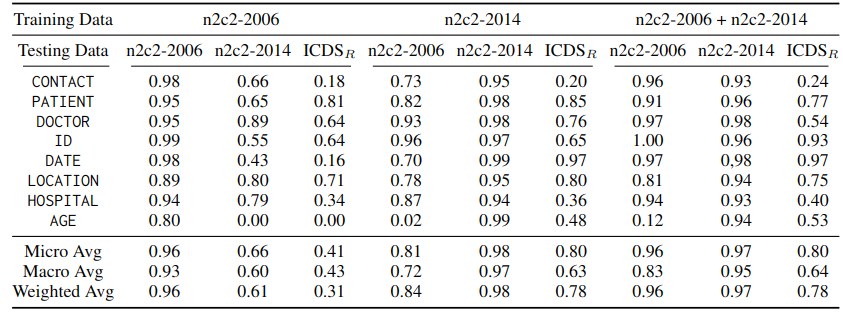 Training Data n2c2-2006 n2c2-2014 n2c2-2006 + n2c2-2014
Testing Data n2c2-2006 n2c2-2014 ICDSR n2c2-2006 n2c2-2014 ICDSR n2c2-2006 n2c2-2014 ICDSR
CONTACT 0.98 0.66 0.18 0.73 0.95 0.20 0.96 0.93 0.24
PATIENT 0.95 0.65 0.81 0.82 0.98 0.85 0.91 0.96 0.77
DOCTOR 0.95 0.89 0.64 0.93 0.98 0.76 0.97 0.98 0.54
ID 0.99 0.55 0.64 0.96 0.97 0.65 1.00 0.96 0.93
DATE 0.98 0.43 0.16 0.70 0.99 0.97 0.97 0,98 0.97
LOCATION 0.89 0.80 0.71 0.78 0.95 0.80 0.81 0.94 0.75
HOSPITAL 0.94 0.79 0.34 0.87 0.94 0.36 0.94 0.93 0.40
AGE 0.80 0.00 0.00 0.02 0.99 0.48 0.12 0.94 0.53
Micro Avg 0.96 0.66 0.41 0.81 0.98 0.80 0.96 0.97 0.80
Macro Avg 0.93 0.60 0.43 0.72 0.97 0.63 0.83 0.95 0.64
Weighted Avg 0.96 0.61 0.31 0.84 0.98 0.78 0.96 0.97 0.78